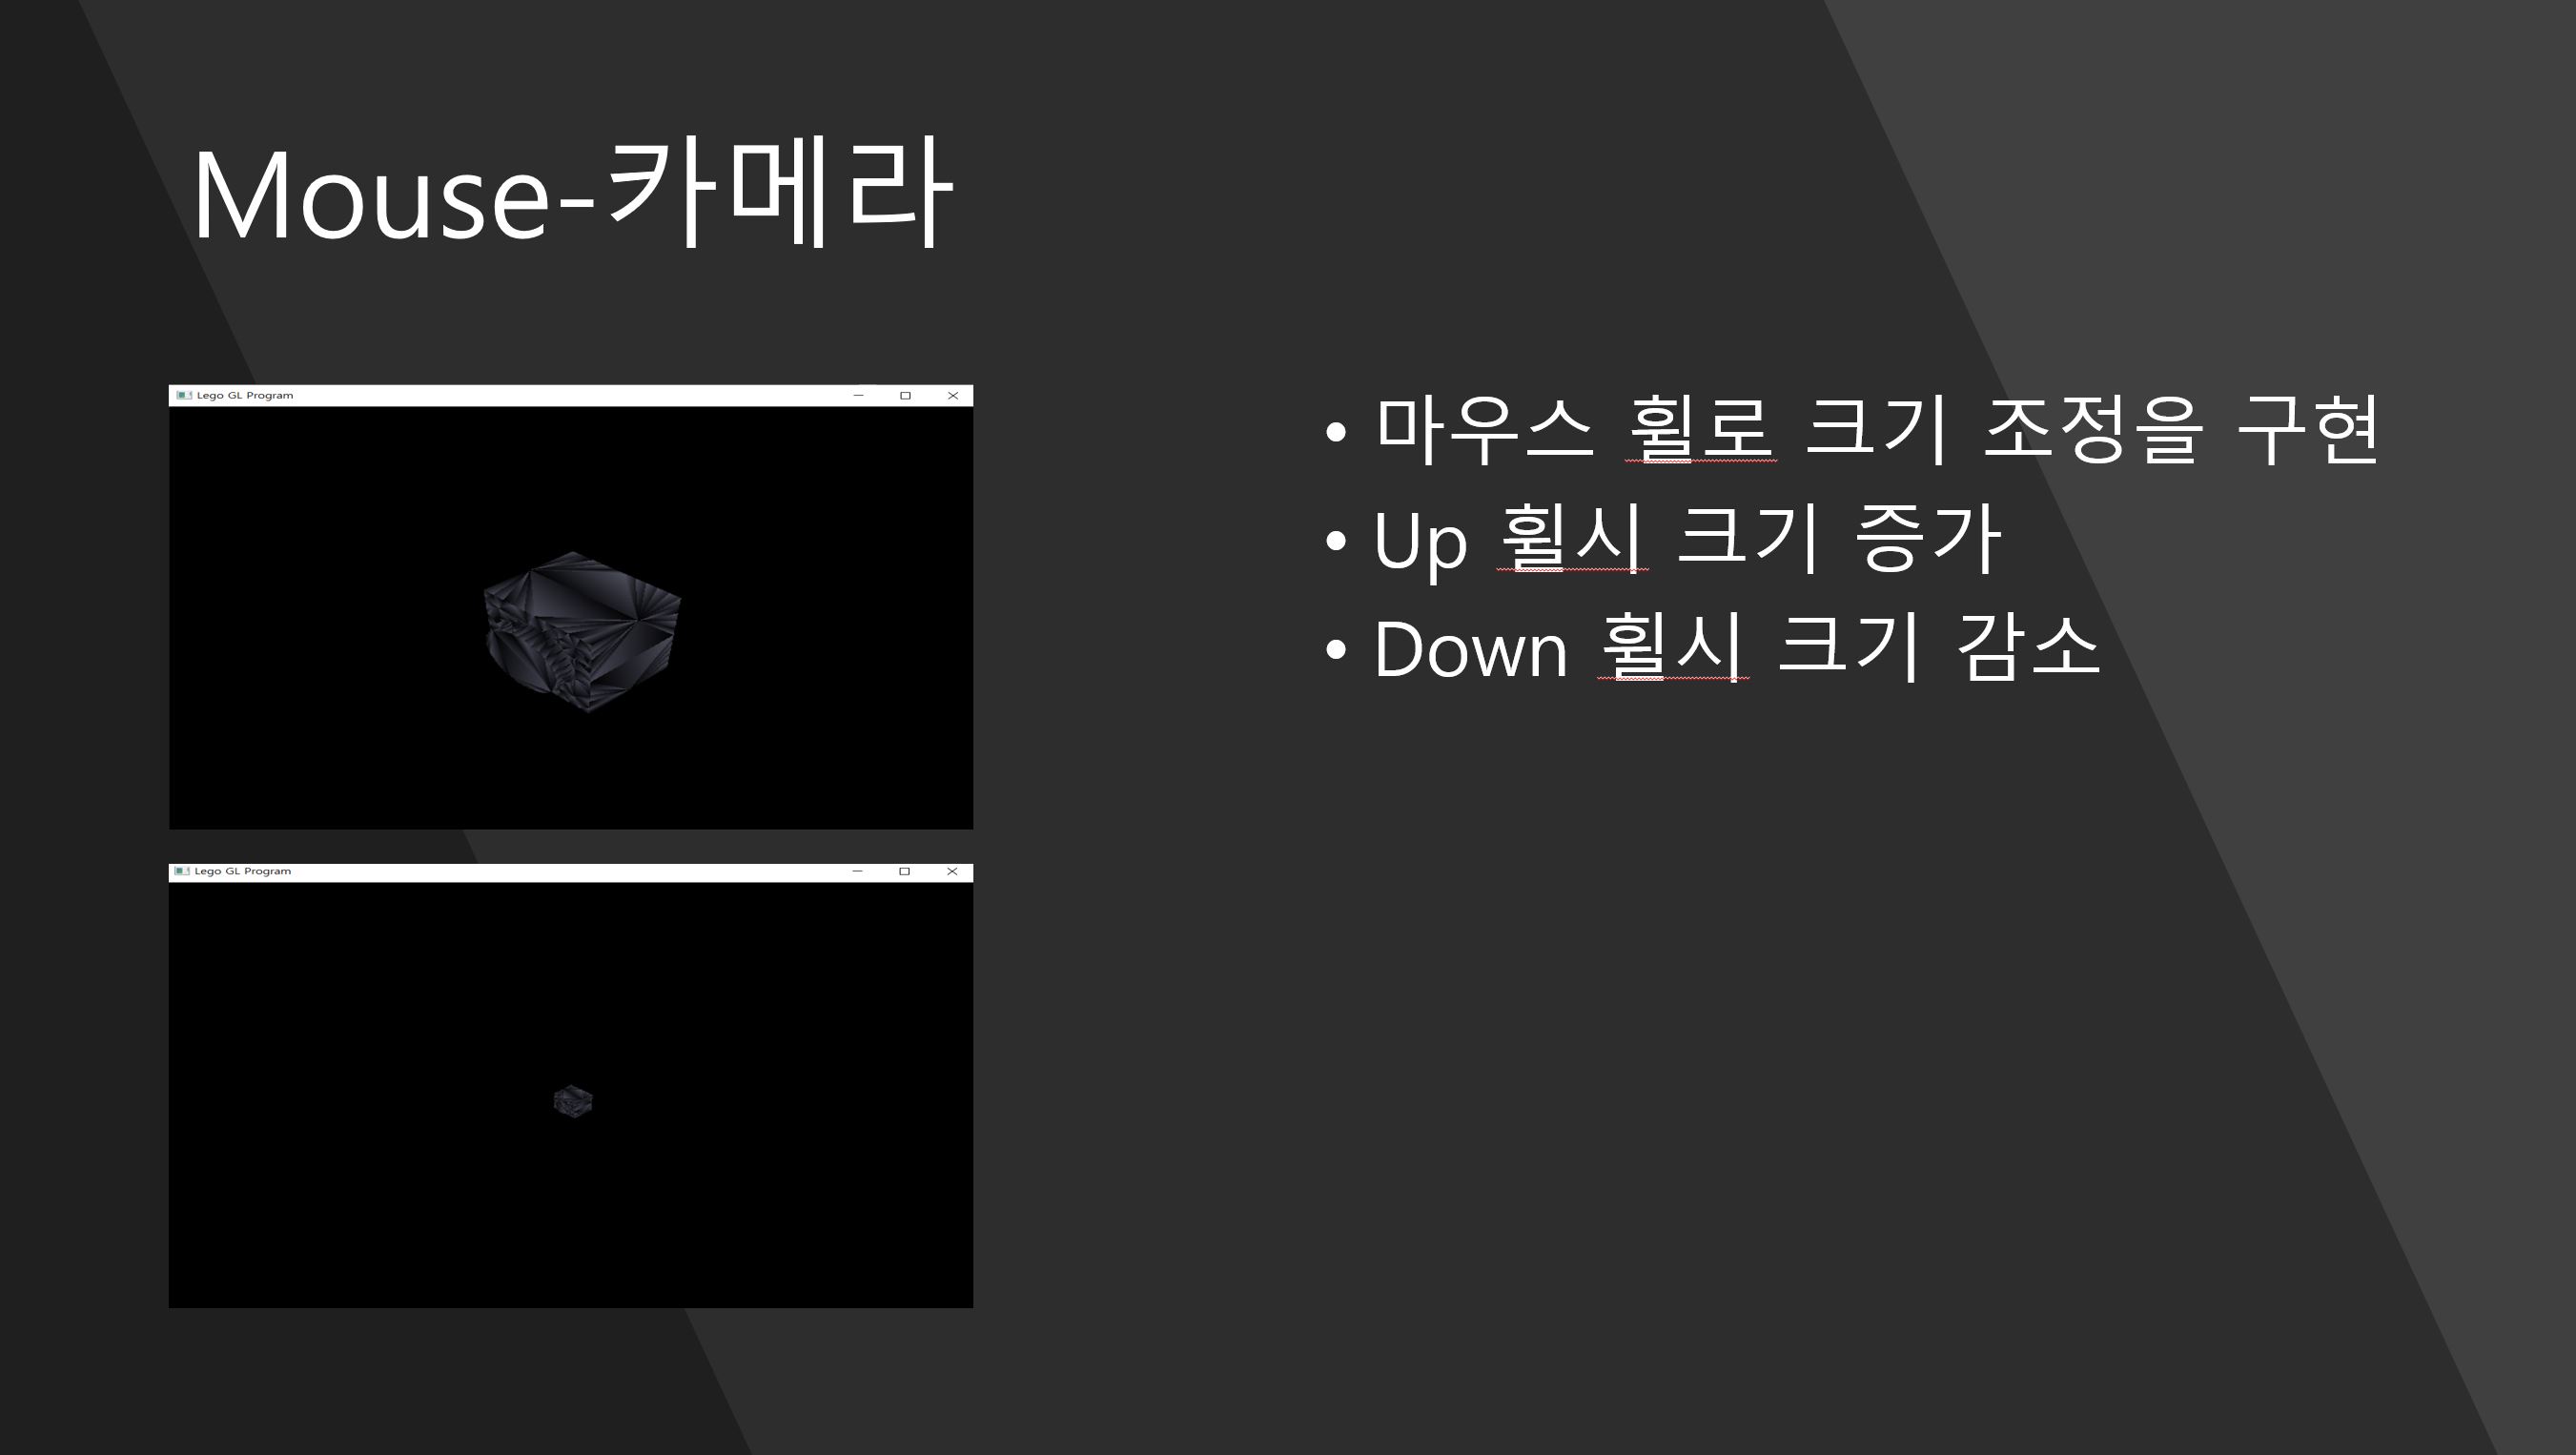 Mouse-카메라
Lego GL Program
Lego GL Program
• 마우스 휠로 크기 조정을 구현
• Up 휠시 크기 증가
• Down 휠시 크기 감소